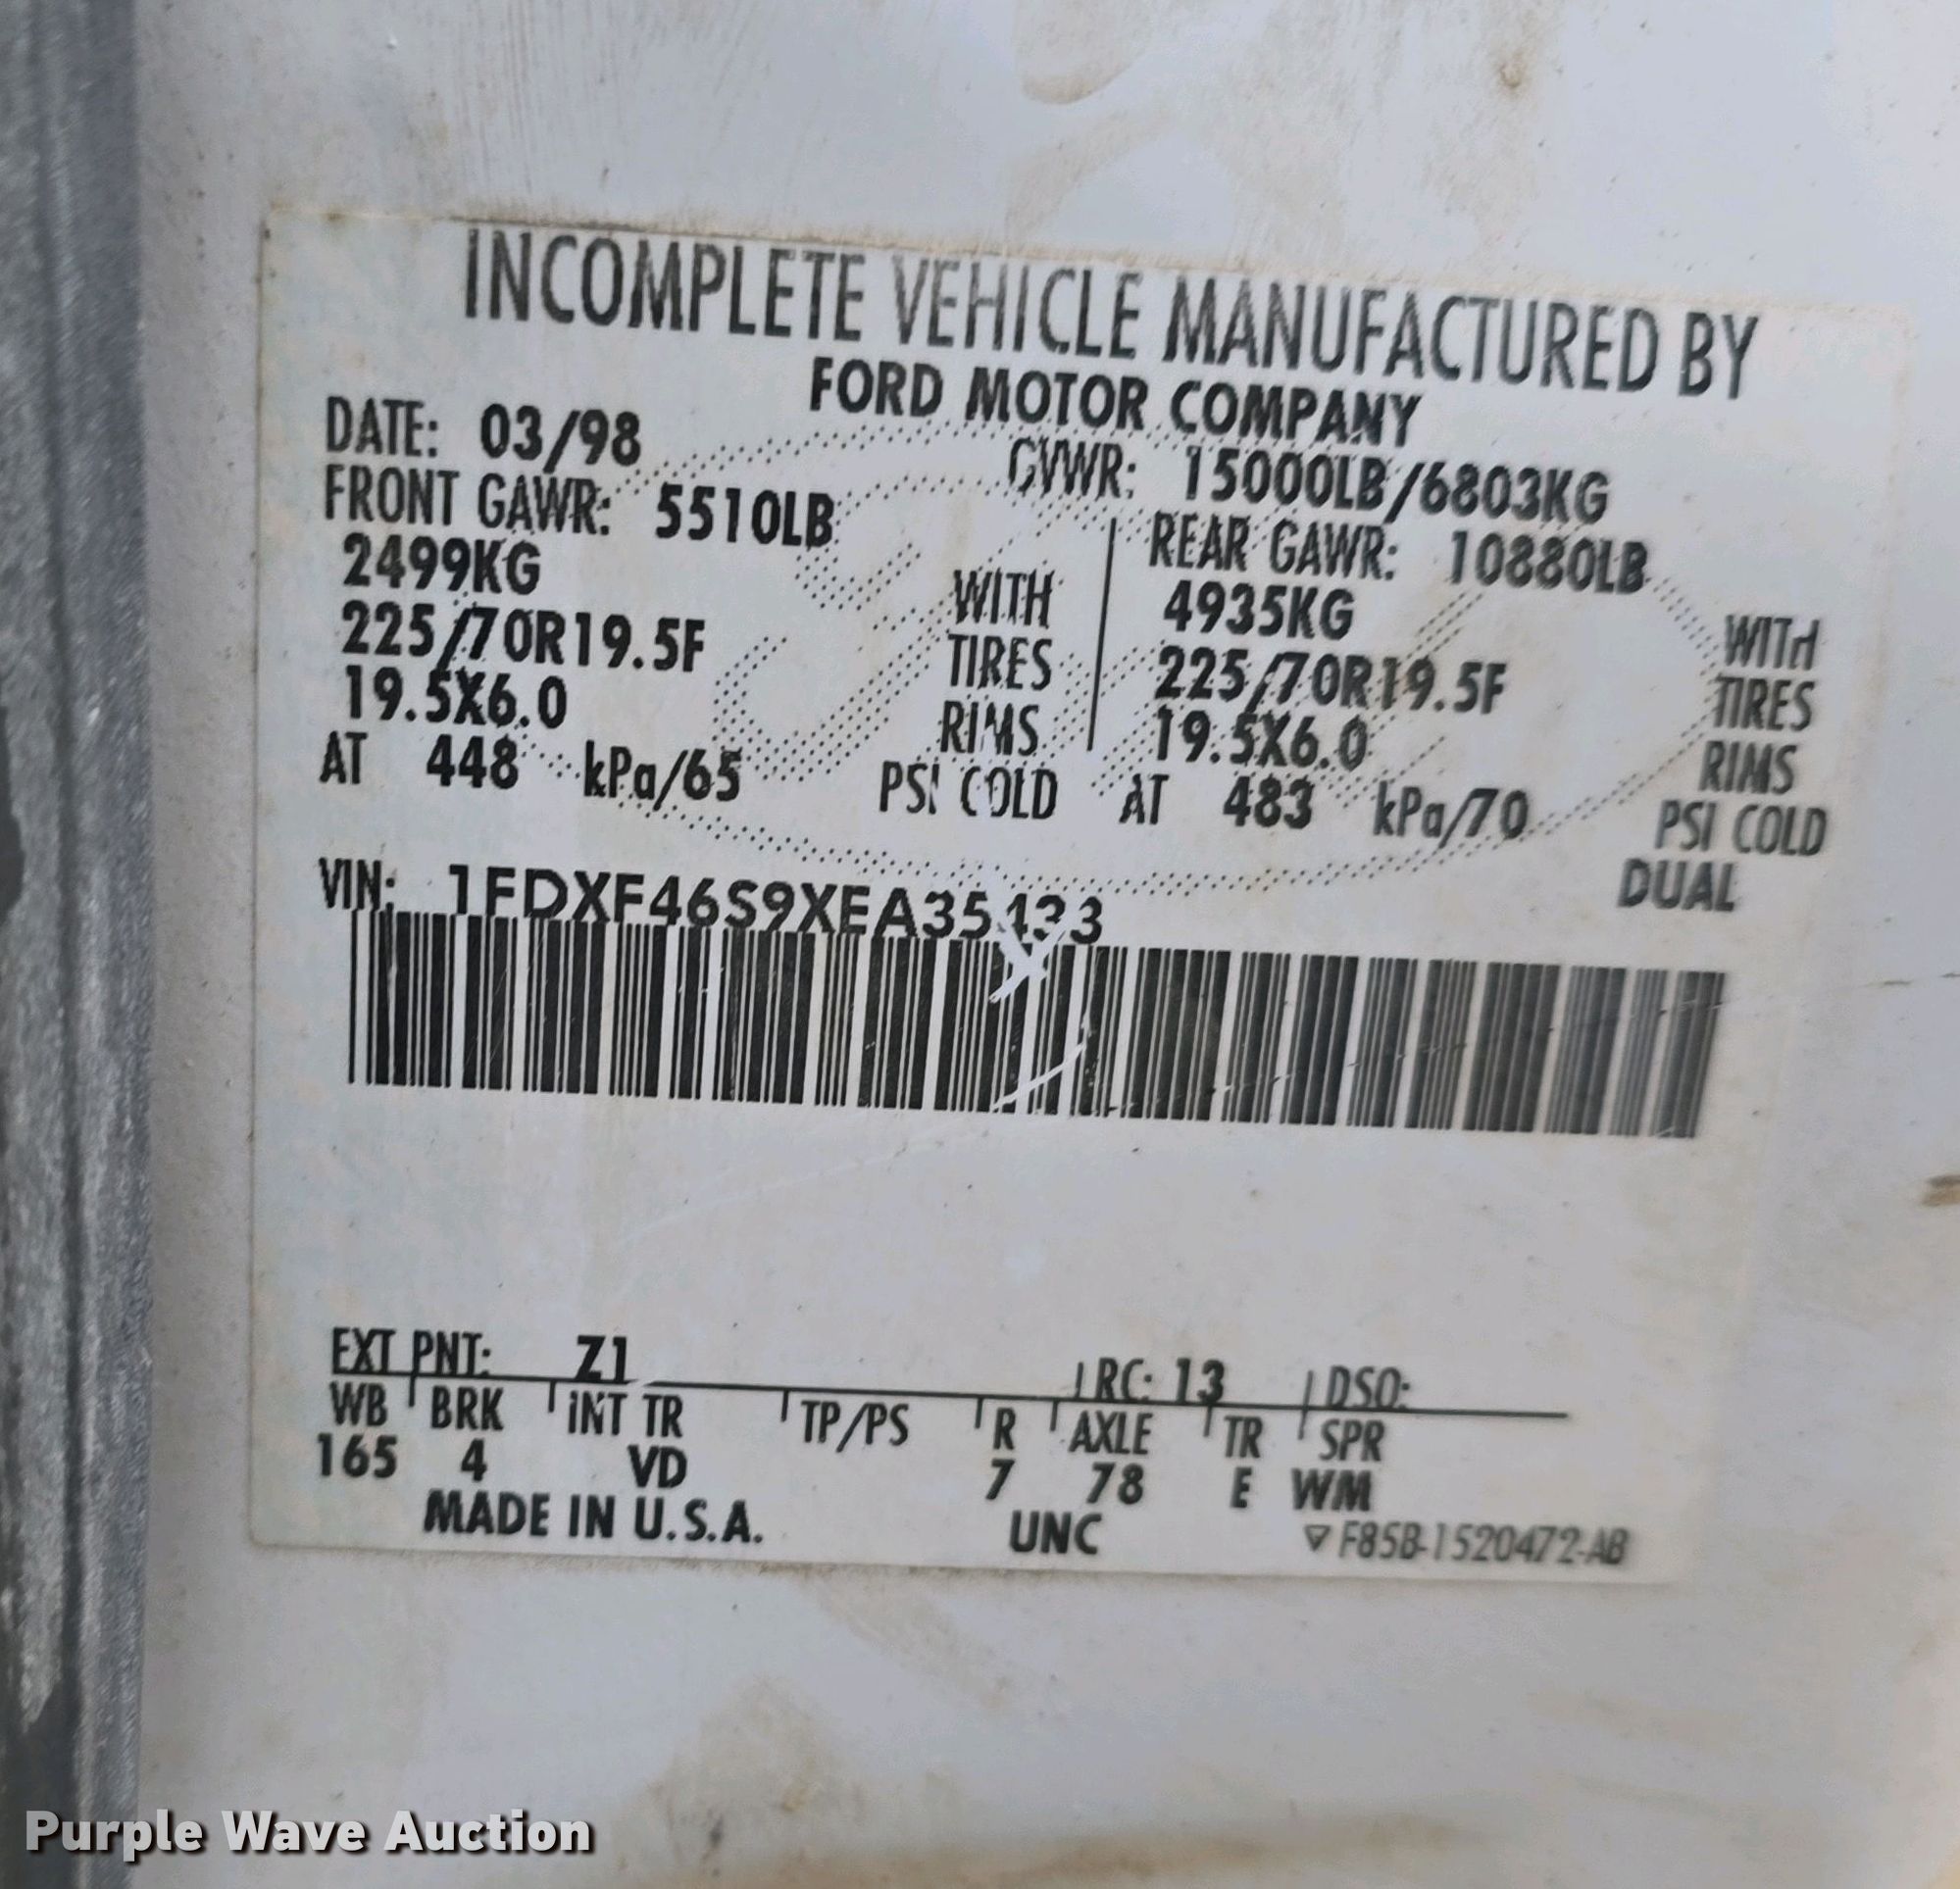 INCOMPLETE VEHICLE MANUFACTURED BY
FORD MOTOR COMPANY
DATE: 03/98 GVWR: 15000LB/6803KG
FRONT GAWR: 5510LB REAR GAWR: 10880LB
2499KG WITH 4935KG WITH
225/70R19.5F TIRES 225/70R19.5F TIRES
19.5X6.0 RIMS 19.5X6.0 RIMS
AT 448 kPa/65 PSI COLD AT 483 kPa/70 PSI COLD
DUAL
VIN: 1FDXF46S9XEA35433
EXT PNT: Z1 RC: 13 DSO:
WB BRK INT TR TP/PS R AXLE TR SPR
165 4 VD 7 78 E WM
MADE IN U.S.A. UNC F85B-1520472-AB
Purple Wave Auction